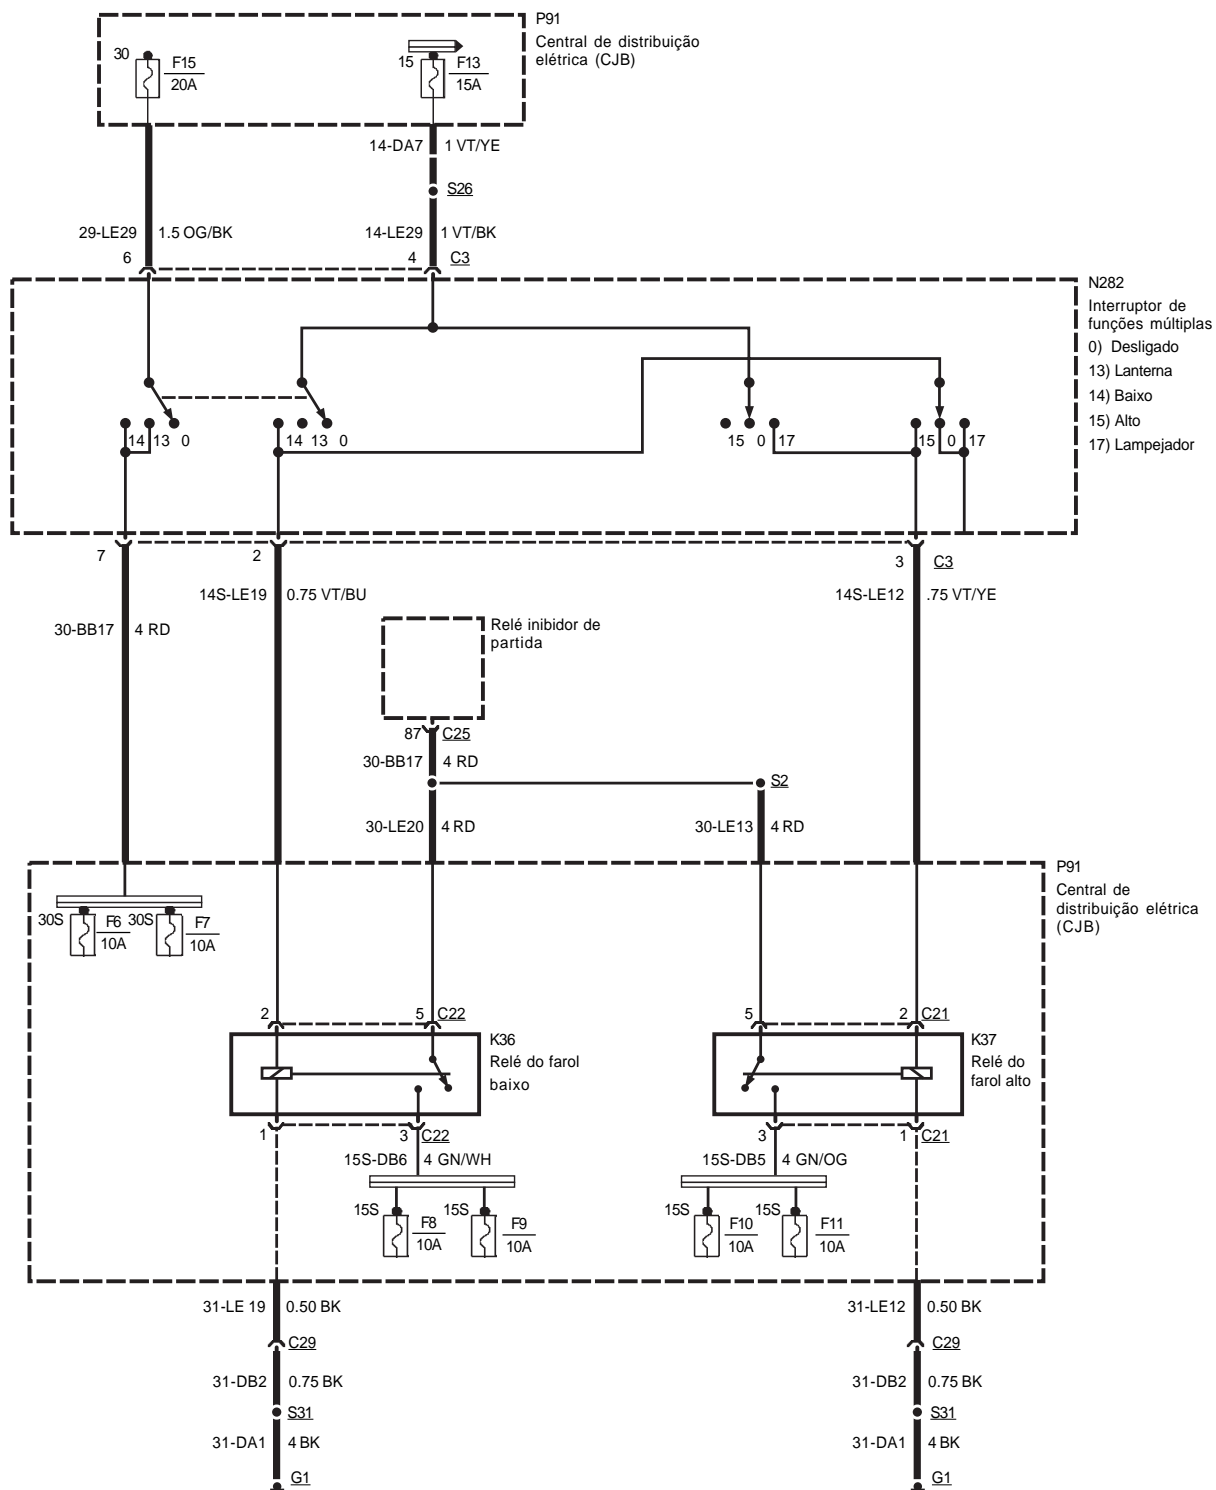 P91
Central de distribuição
elétrica (CJB)
30
F15
20A
15
F13
15A
14-DA7
1 VT/YE
S26
29-LE29
1.5 OG/BK
14-LE29
1 VT/BK
6
4
C3
N282
Interruptor de
funções múltiplas
0) Desligado
13) Lanterna
14) Baixo
15) Alto
17) Lampejador
14 13 0
14 13 0
15 0 17
15 0 17
7
2
3
C3
14S-LE19
0.75 VT/BU
14S-LE12
.75 VT/YE
30-BB17
4 RD
Relé inibidor de
partida
87
C25
30-BB17
4 RD
S2
30-LE20
4 RD
30-LE13
4 RD
P91
Central de
distribuição elétrica
(CJB)
30S
F6
10A
30S
F7
10A
2
5
C22
5
2
C21
K36
Relé do farol
baixo
K37
Relé do
farol alto
1
3
C22
3
1
C21
15S-DB6
4 GN/WH
15S-DB5
4 GN/OG
15S
F8
10A
15S
F9
10A
15S
F10
10A
15S
F11
10A
31-LE 19
0.50 BK
31-LE12
0.50 BK
C29
C29
31-DB2
0.75 BK
31-DB2
0.75 BK
S31
S31
31-DA1
4 BK
31-DA1
4 BK
G1
G1